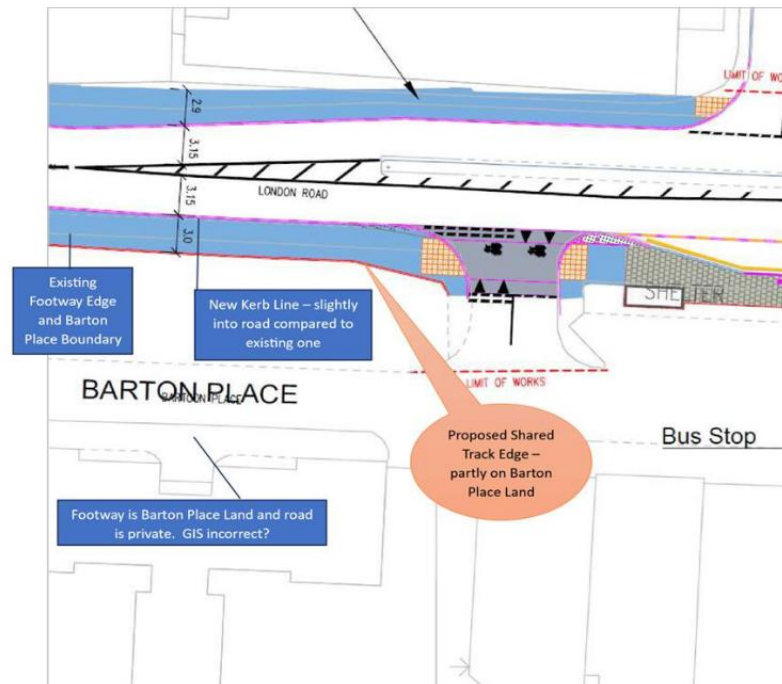 LIMIT OF WO
2.9
3.15
3.15
3.0
LONDON ROAD
Existing
Footway Edge
and Barton
Place Boundary
New Kerb Line – slightly
into road compared to
existing one
SHELTER
LIMIT OF WORKS
BARTON PLACE
BARTOON PLACE
Proposed Shared
Track Edge –
partly on Barton
Place Land
Bus Stop
Footway is Barton Place Land and road
is private. GIS incorrect?